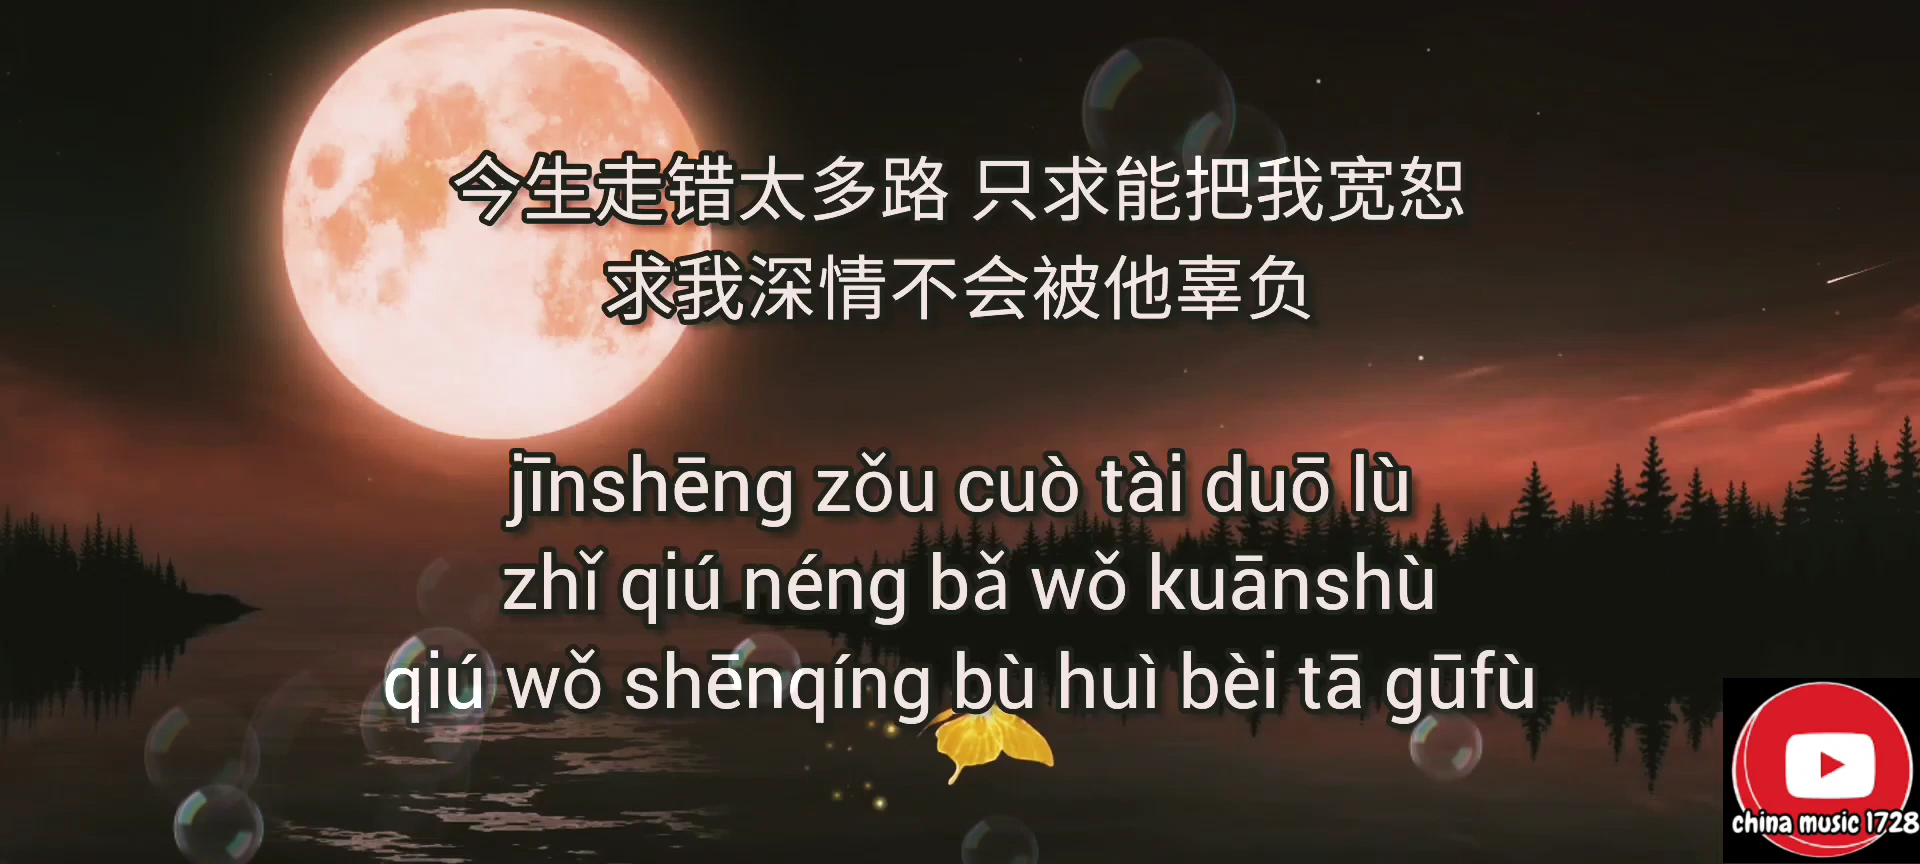 今生走错太多路 只求能把我宽恕
求我深情不会被他辜负
jīnshēng zǒu cuò tài duō lù
zhǐ qiú néng bǎ wǒ kuānshù
qiú wǒ shēnqíng bù huì bèi tā gūfù
china music 1728